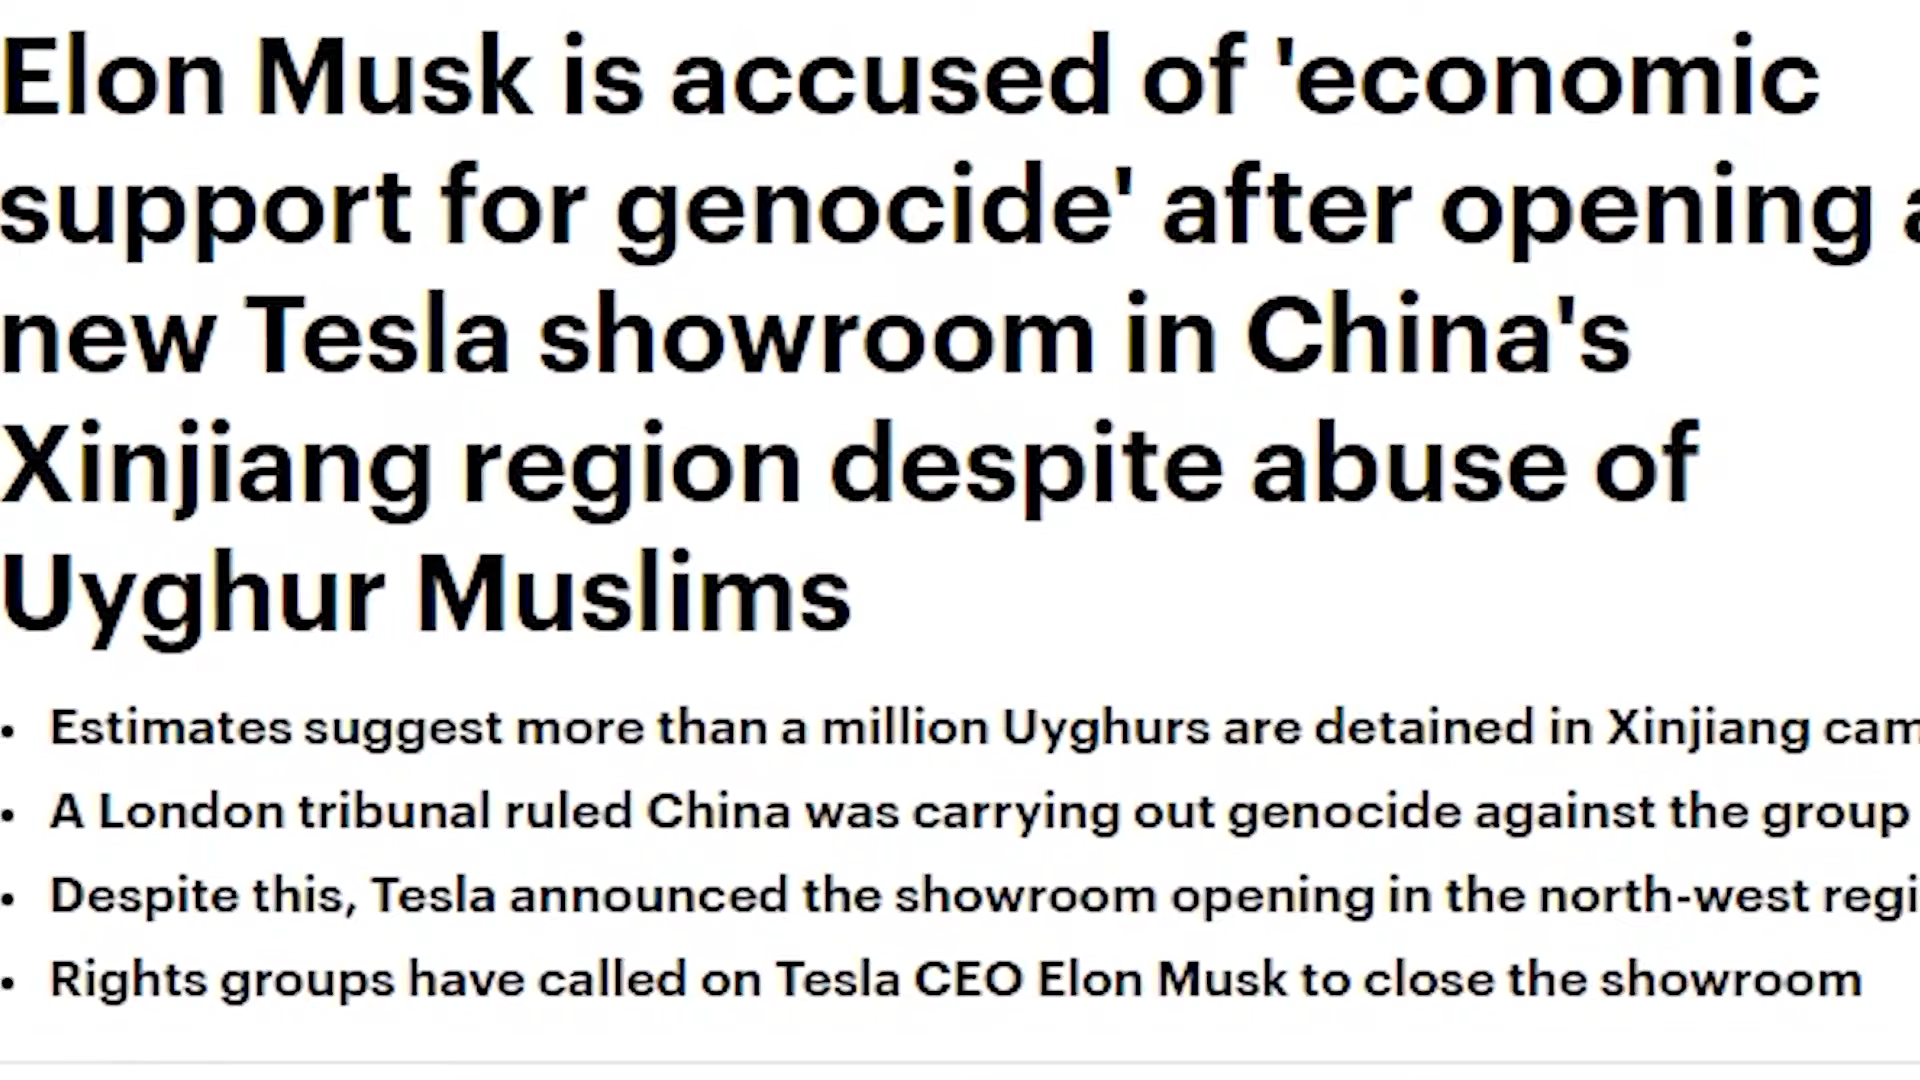 Elon Musk is accused of 'economic
support for genocide' after opening a
new Tesla showroom in China's
Xinjiang region despite abuse of
Uyghur Muslims
• Estimates suggest more than a million Uyghurs are detained in Xinjiang
• A London tribunal ruled China was carrying out genocide against the group
• Despite this, Tesla announced the showroom opening in the north-west
• Rights groups have called on Tesla CEO Elon Musk to close the showroom